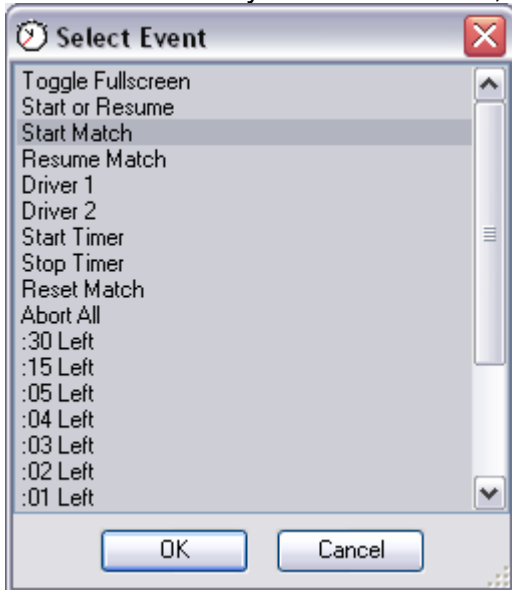 Select Event
Toggle Fullscreen
Start or Resume
Start Match
Resume Match
Driver 1
Driver 2
Start Timer
Stop Timer
Reset Match
Abort All
:30 Left
:15 Left
:05 Left
:04 Left
:03 Left
:02 Left
:01 Left
OK Cancel